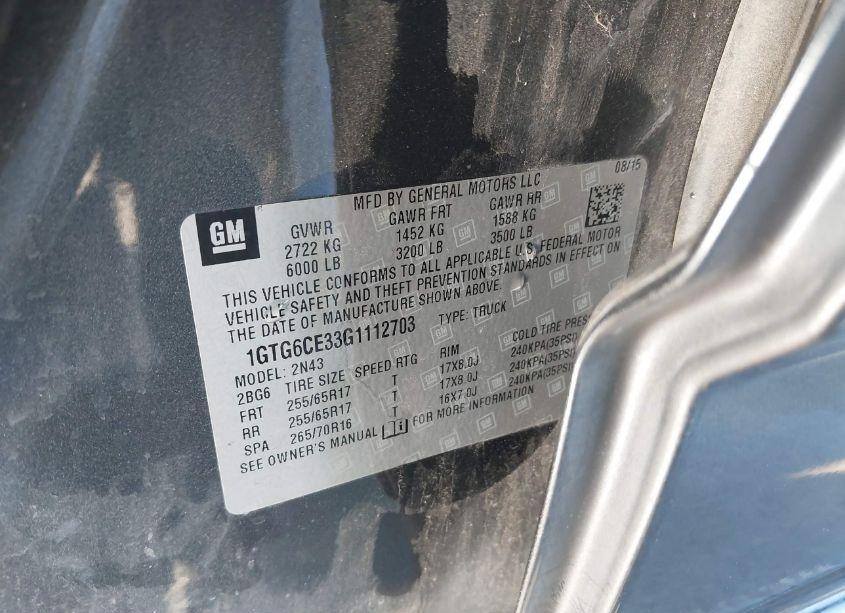 MFD BY GENERAL MOTORS LLC 08/15
GM
GVWR GAWR FRT GAWR RR
2722 KG 1452 KG 1588 KG
6000 LB 3200 LB 3500 LB
THIS VEHICLE CONFORMS TO ALL APPLICABLE U.S. FEDERAL MOTOR
VEHICLE SAFETY AND THEFT PREVENTION STANDARDS IN EFFECT ON
THE DATE OF MANUFACTURE SHOWN ABOVE.
1GTG6CE33G1112703 TYPE: TRUCK
MODEL: 2N43
2BG6 TIRE SIZE SPEED RTG RIM COLD TIRE PRESS
FRT 255/65R17 T 17X8.0J 240KPA(35PSI)
RR 255/65R17 T 17X8.0J 240KPA(35PSI)
SPA 265/70R16 T 16X7.0J 240KPA(35PSI)
SEE OWNER'S MANUAL FOR MORE INFORMATION